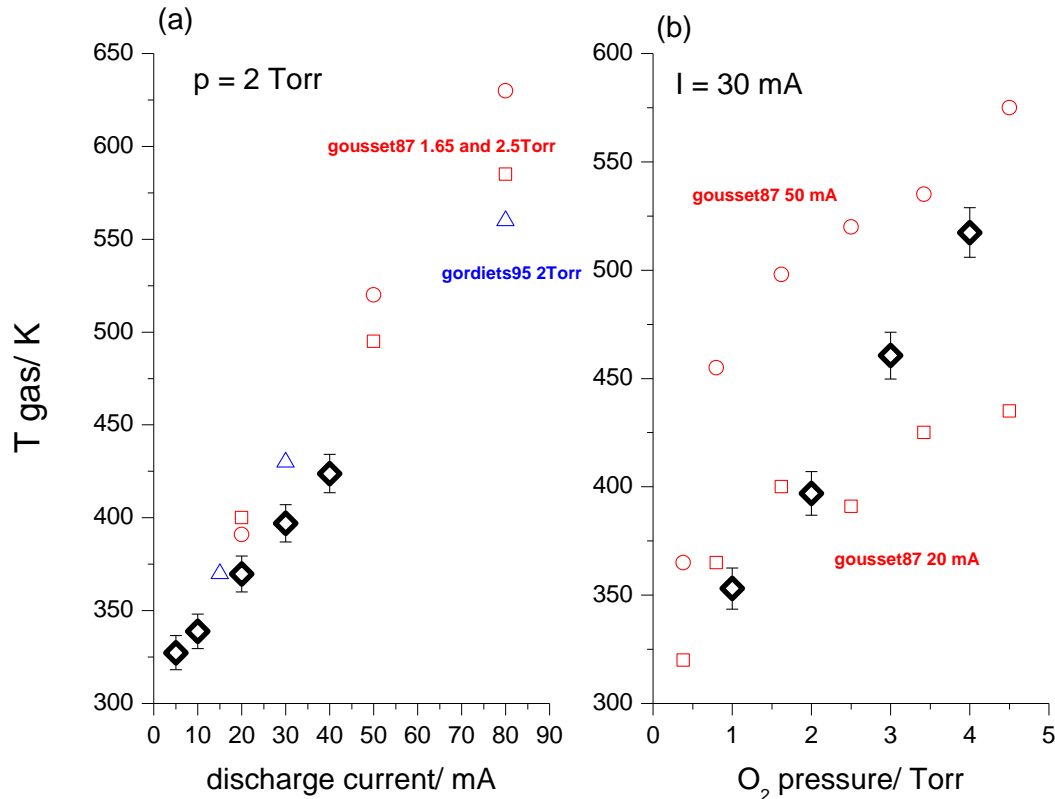 (a)
p = 2 Torr
gousset87 1.65 and 2.5Torr
gordiets95 2Torr
T gas/ K
650
600
550
500
450
400
350
300
0 10 20 30 40 50 60 70 80 90
discharge current/ mA
(b)
I = 30 mA
gousset87 50 mA
gousset87 20 mA
600
550
500
450
400
350
300
0 1 2 3 4 5
O₂ pressure/ Torr